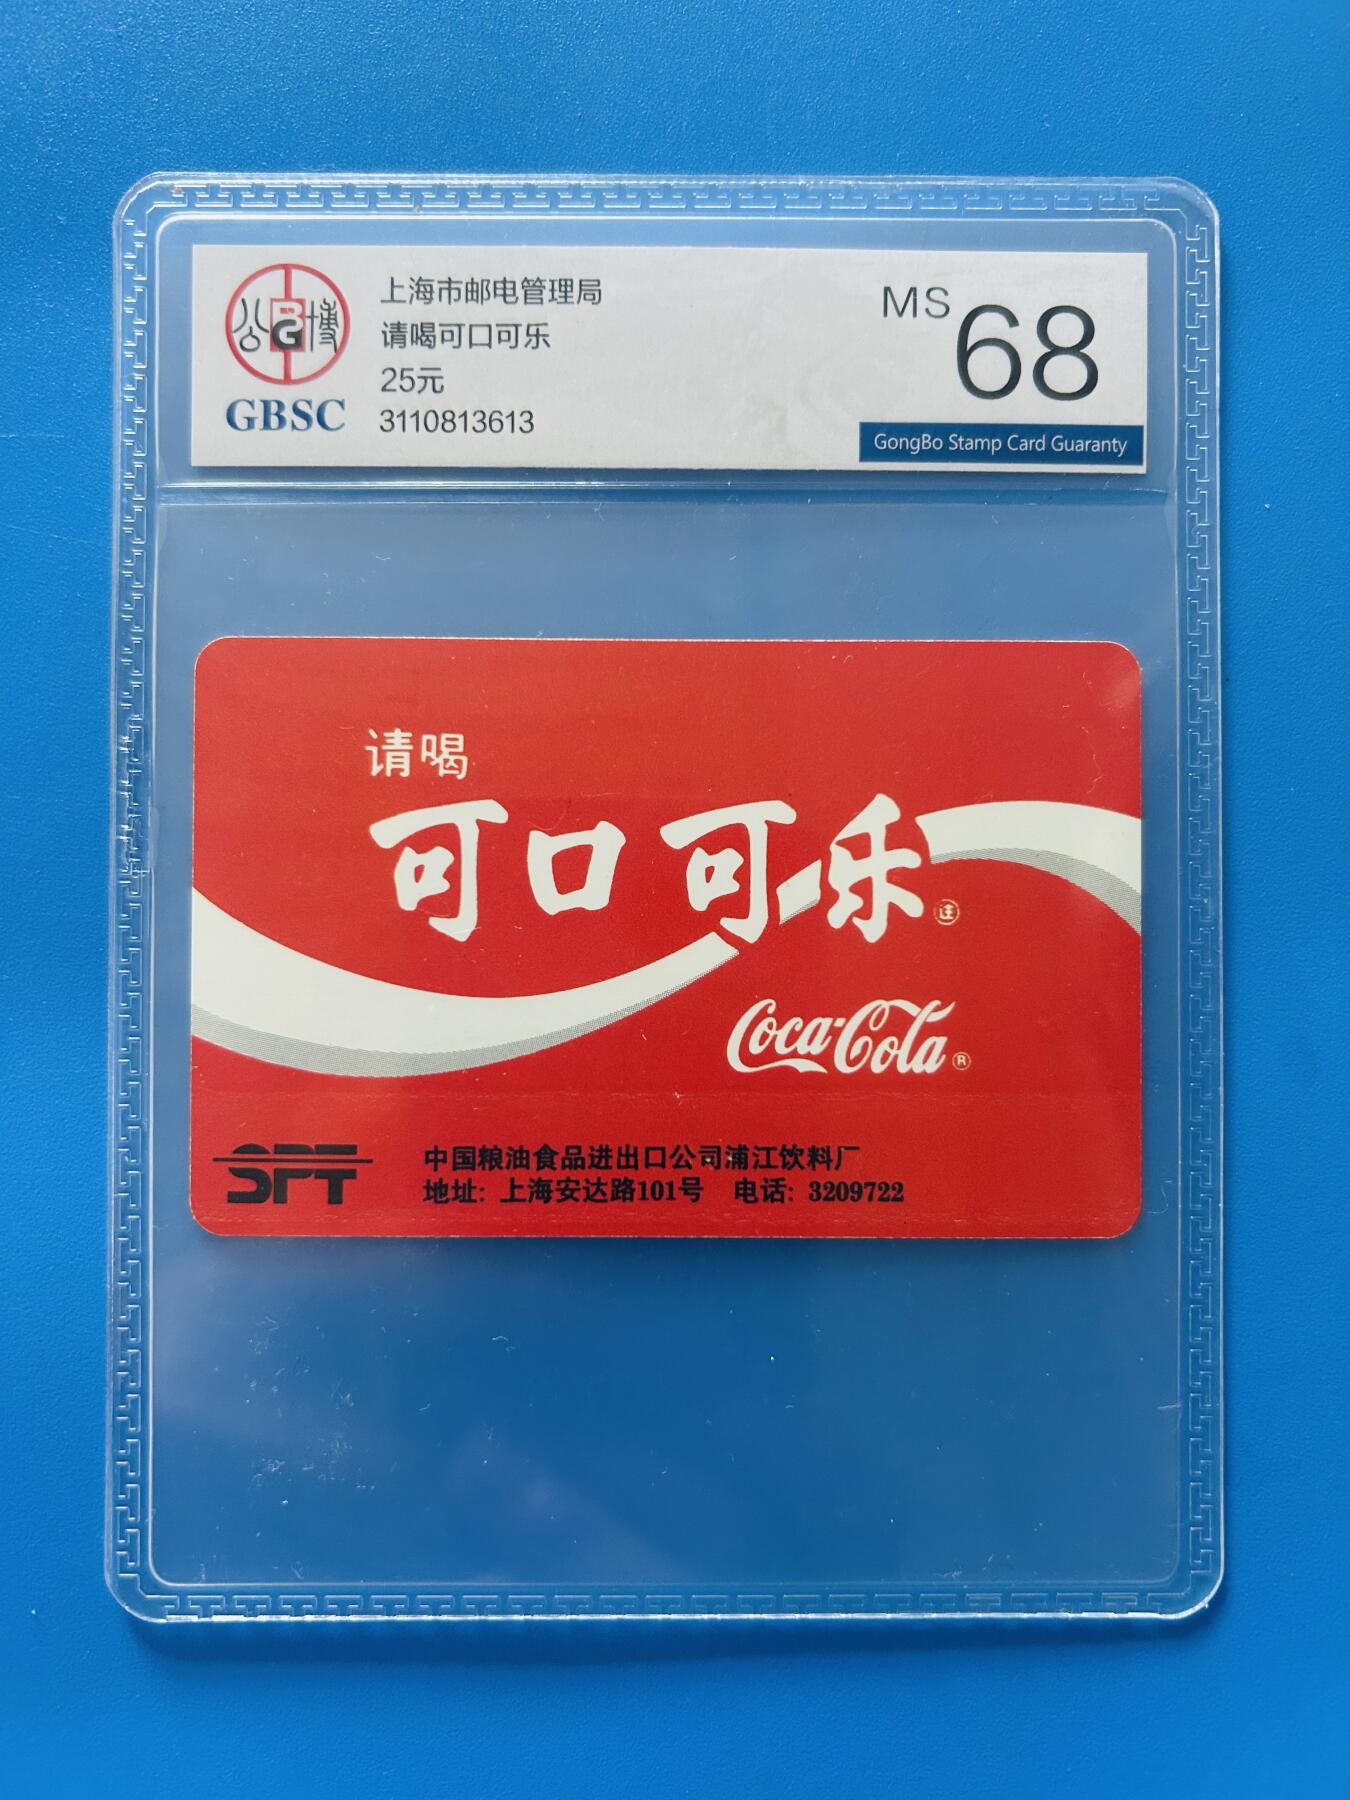 公博
BG
GBSC
上海市邮电管理局
请喝可口可乐
25元
3110813613
MS 68
GongBo Stamp Card Guaranty
请喝
可口可乐
Coca-Cola ®
SPT
中国粮油食品进出口公司浦江饮料厂
地址: 上海安达路101号 电话: 3209722